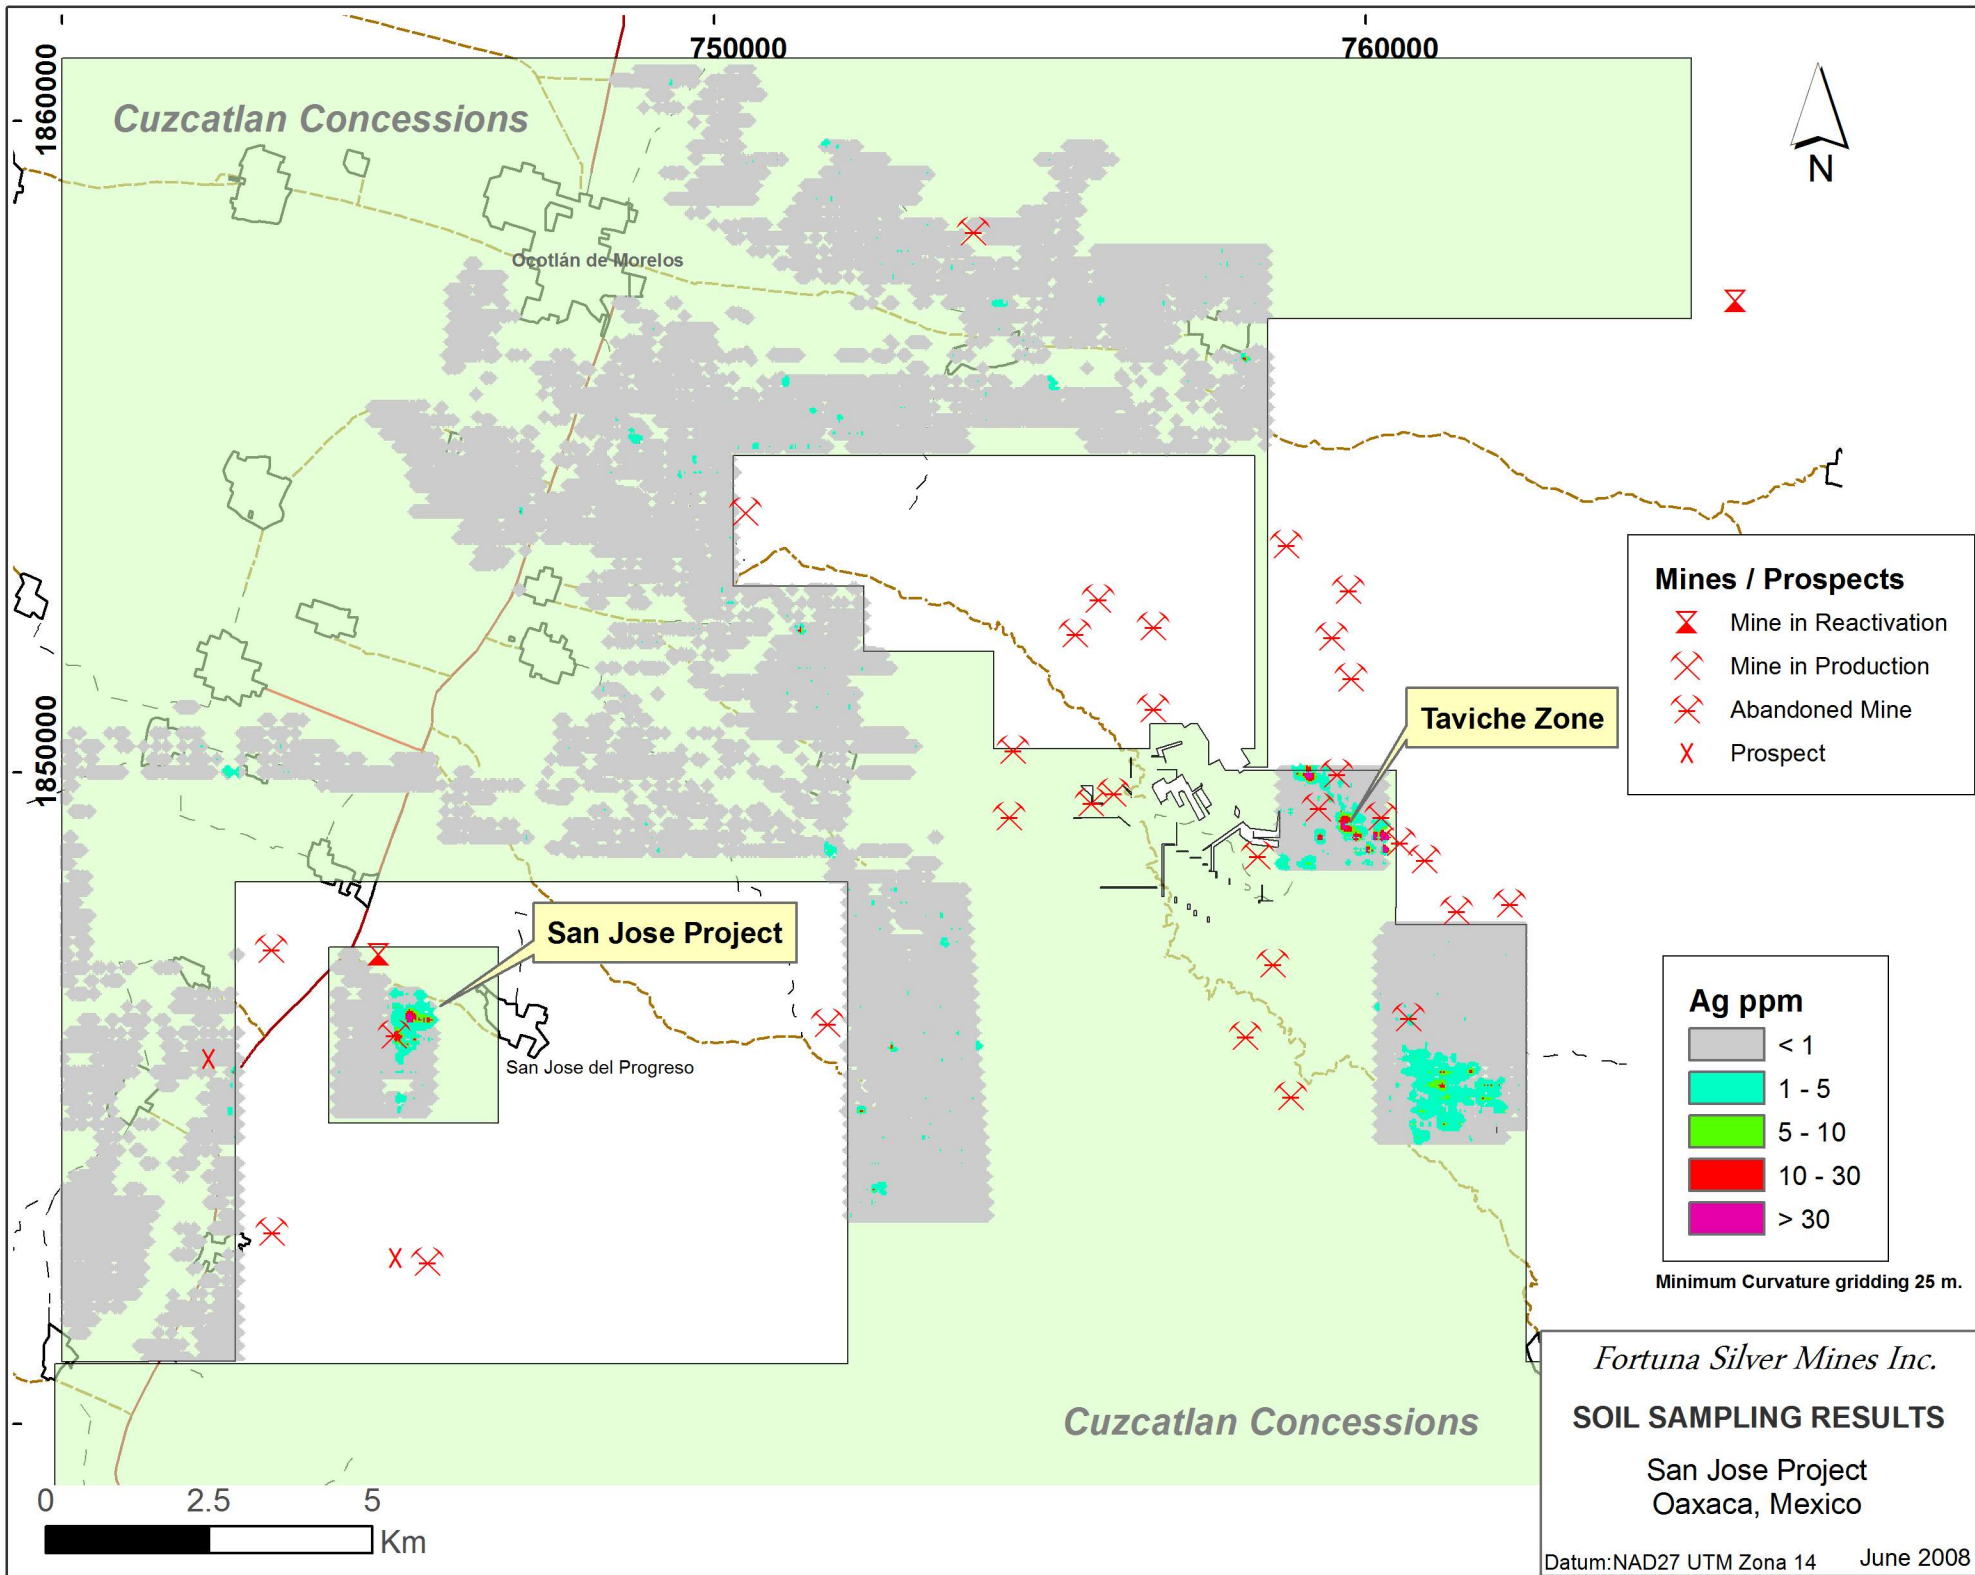 750000
760000
1860000
Cuzcatlan Concessions
N
Ocotlán de Morelos
Mines / Prospects
Mine in Reactivation
Mine in Production
Abandoned Mine
Prospect
Taviche Zone
1850000
San Jose Project
San Jose del Progreso
Ag ppm
< 1
1 - 5
5 - 10
10 - 30
> 30
Minimum Curvature gridding 25 m.
Cuzcatlan Concessions
Fortuna Silver Mines Inc.
SOIL SAMPLING RESULTS
San Jose Project
Oaxaca, Mexico
Datum:NAD27 UTM Zona 14 June 2008
0 2.5 5
Km